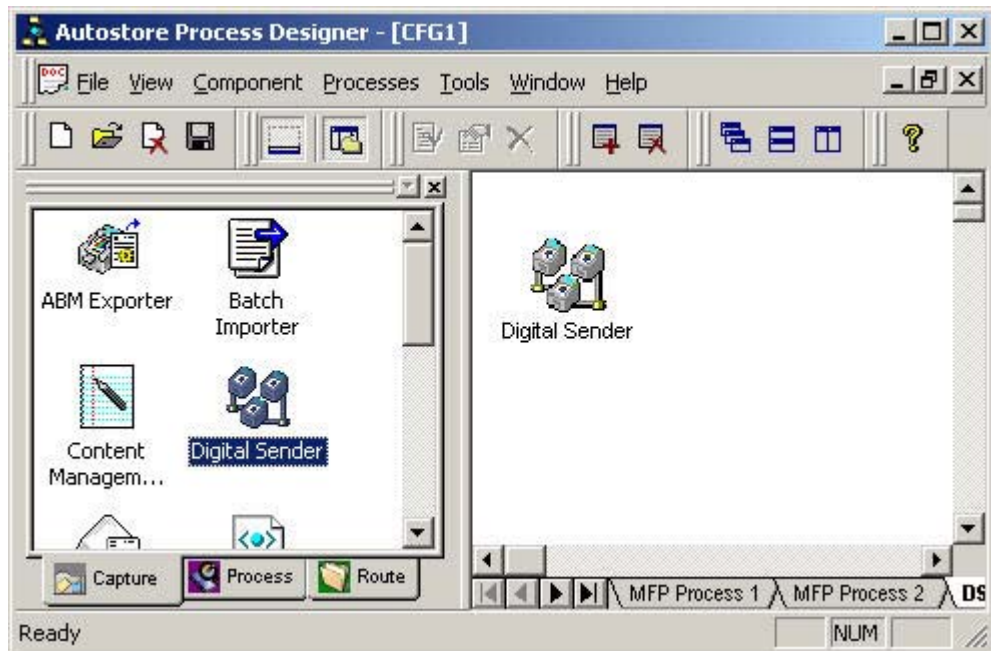 Autostore Process Designer - [CFG1]
DOC File View Component Processes Tools Window Help
ABM Exporter
Batch
Importer
Content
Managem...
Digital Sender
Digital Sender
Capture Process Route
MFP Process 1 MFP Process 2 DS
Ready NUM